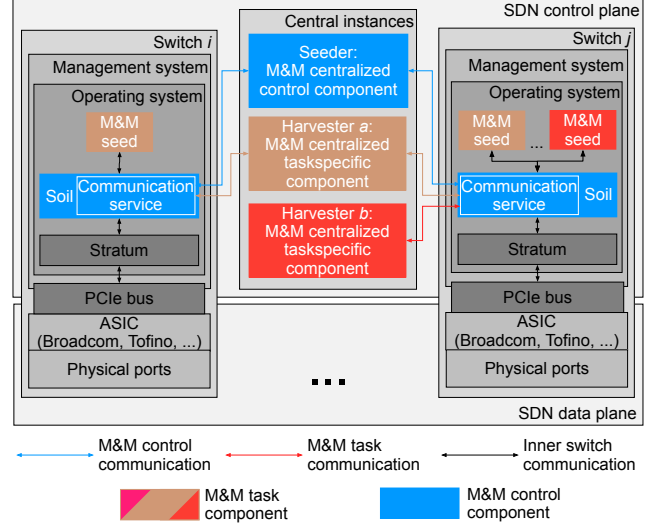 SDN control plane
Switch i
Management system
Operating system
M&M
seed
Soil
Communication
service
Stratum
PCIe bus
ASIC
(Broadcom, Tofino, ...)
Physical ports
Central instances
Seeder:
M&M centralized
control component
Harvester a:
M&M centralized
taskspecific
component
Harvester b:
M&M centralized
taskspecific
component
...
Switch j
Management system
Operating system
M&M
seed
...
M&M
seed
Communication
service
Soil
Stratum
PCIe bus
ASIC
(Broadcom, Tofino, ...)
Physical ports
SDN data plane
M&M control
communication
M&M task
communication
Inner switch
communication
M&M task
component
M&M control
component